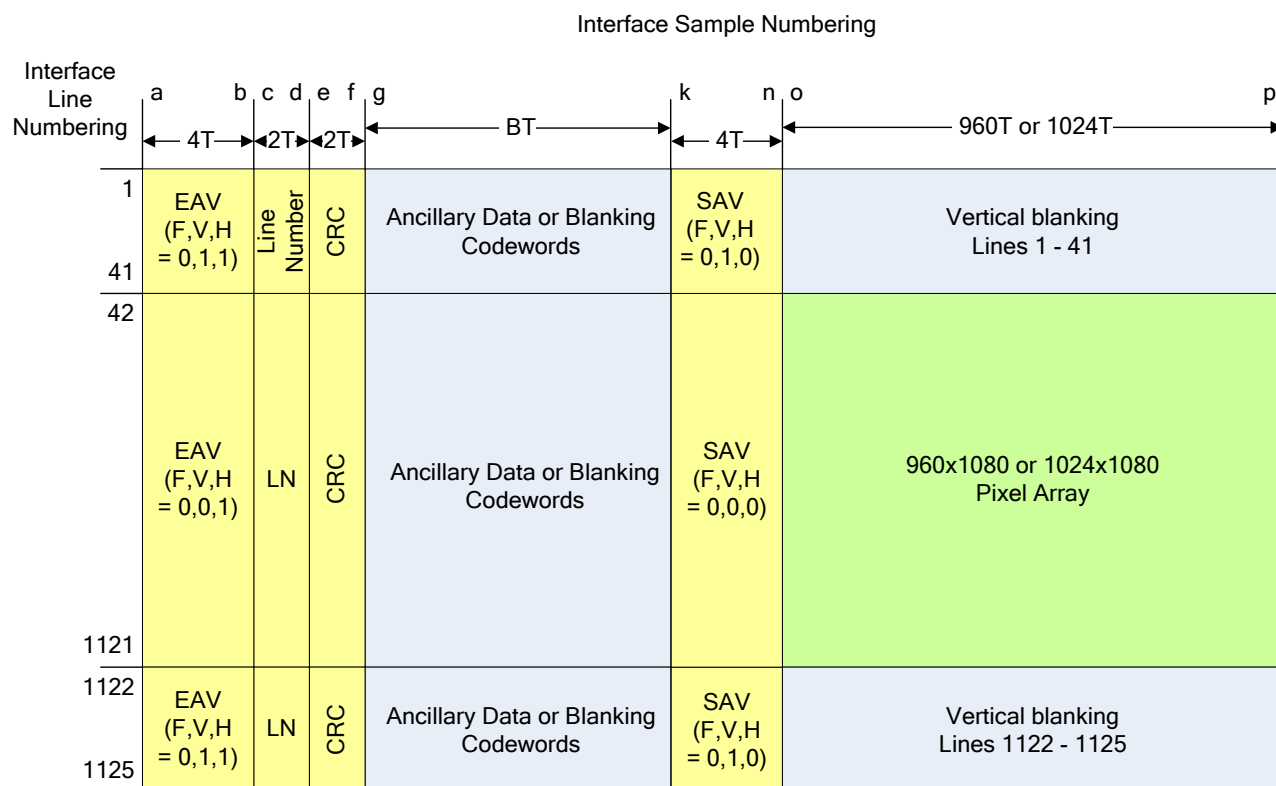 Interface Sample Numbering
Interface
Line
Numbering
a b c d e f g k n o p
4T 2T 2T BT 4T 960T or 1024T
1
41
EAV
(F,V,H
= 0,1,1)
Line
Number
CRC
Ancillary Data or Blanking
Codewords
SAV
(F,V,H
= 0,1,0)
Vertical blanking
Lines 1 - 41
42
1121
EAV
(F,V,H
= 0,0,1)
LN
CRC
Ancillary Data or Blanking
Codewords
SAV
(F,V,H
= 0,0,0)
960x1080 or 1024x1080
Pixel Array
1122
1125
EAV
(F,V,H
= 0,1,1)
LN
CRC
Ancillary Data or Blanking
Codewords
SAV
(F,V,H
= 0,1,0)
Vertical blanking
Lines 1122 - 1125